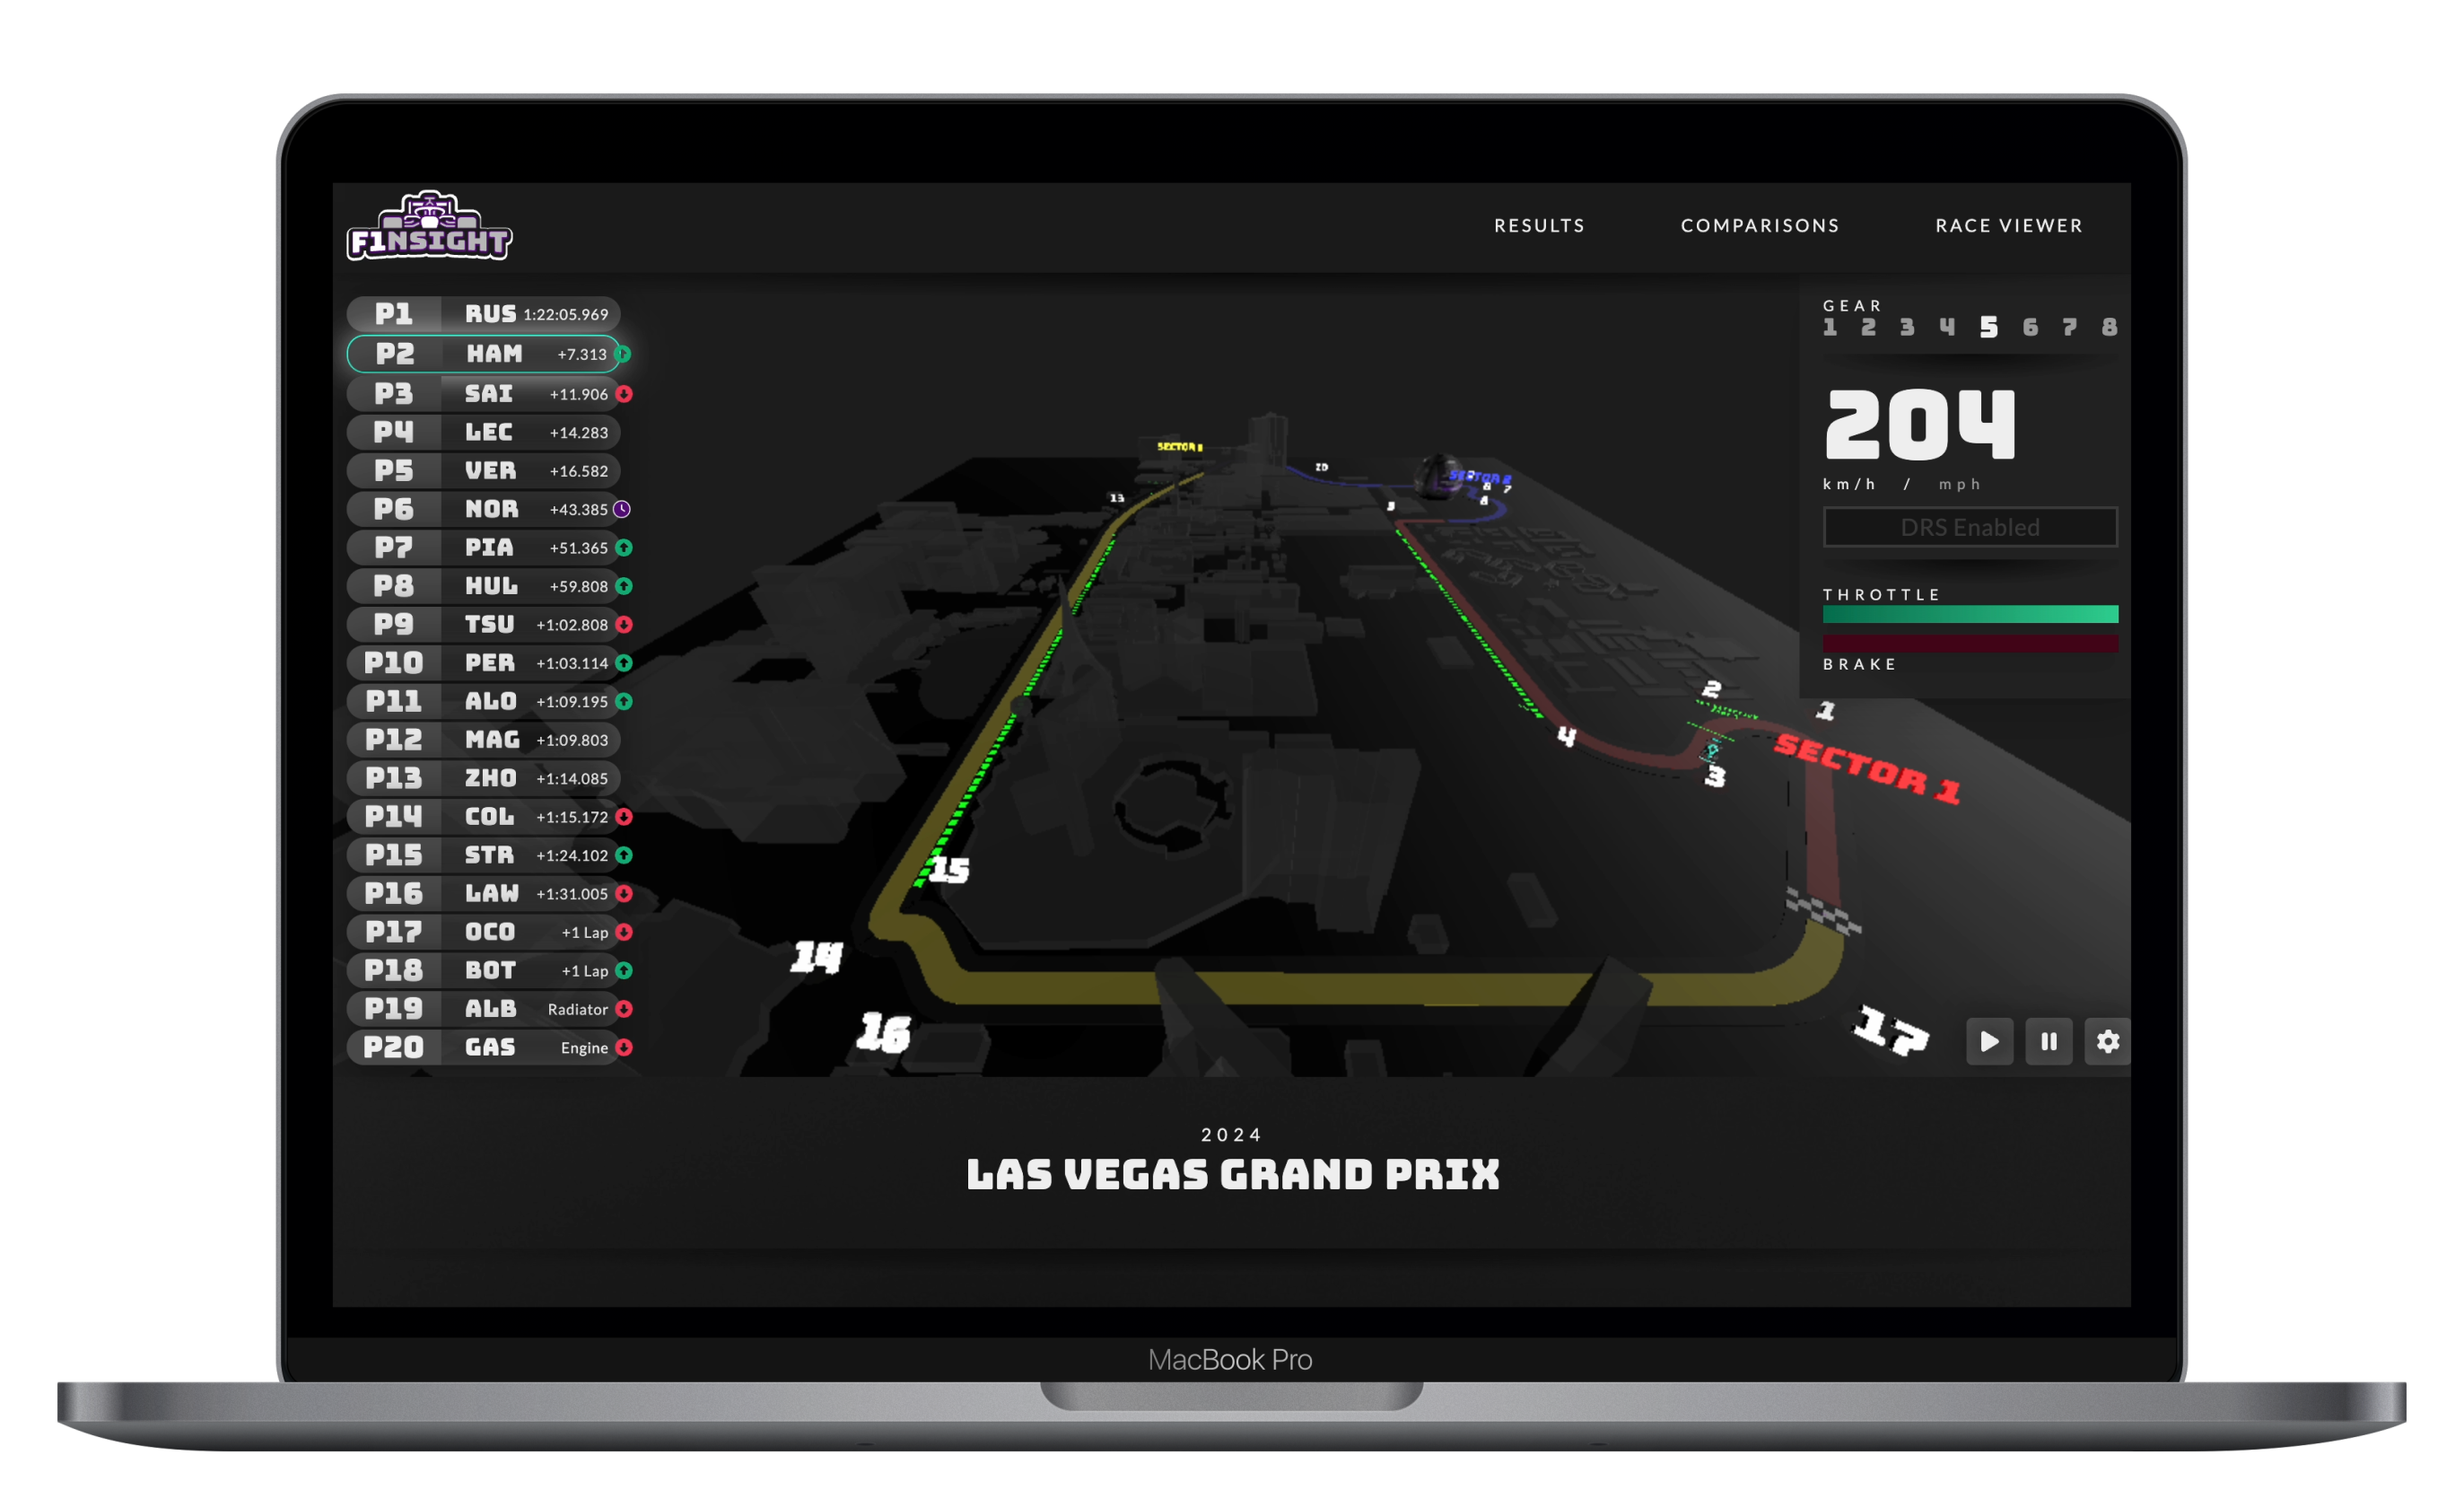 F1NSIGHT
RESULTS COMPARISONS RACE VIEWER
P1 RUS 1:22:05.969
P2 HAM +7.313
P3 SAI +11.906
P4 LEC +14.283
P5 VER +16.582
P6 NOR +43.385
P7 PIA +51.365
P8 HUL +59.808
P9 TSU +1:02.808
P10 PER +1:03.114
P11 ALO +1:09.195
P12 MAG +1:09.803
P13 ZHO +1:14.085
P14 COL +1:15.172
P15 STR +1:24.102
P16 LAW +1:31.005
P17 OCO +1 Lap
P18 BOT +1 Lap
P19 ALB Radiator
P20 GAS Engine
13
SECTOR 2
7
2
1
4
3
SECTOR 1
15
14
16
17
GEAR
1 2 3 4 5 6 7 8
204
km/h / mph
DRS Enabled
THROTTLE
BRAKE
2024
LAS VEGAS GRAND PRIX
MacBook Pro